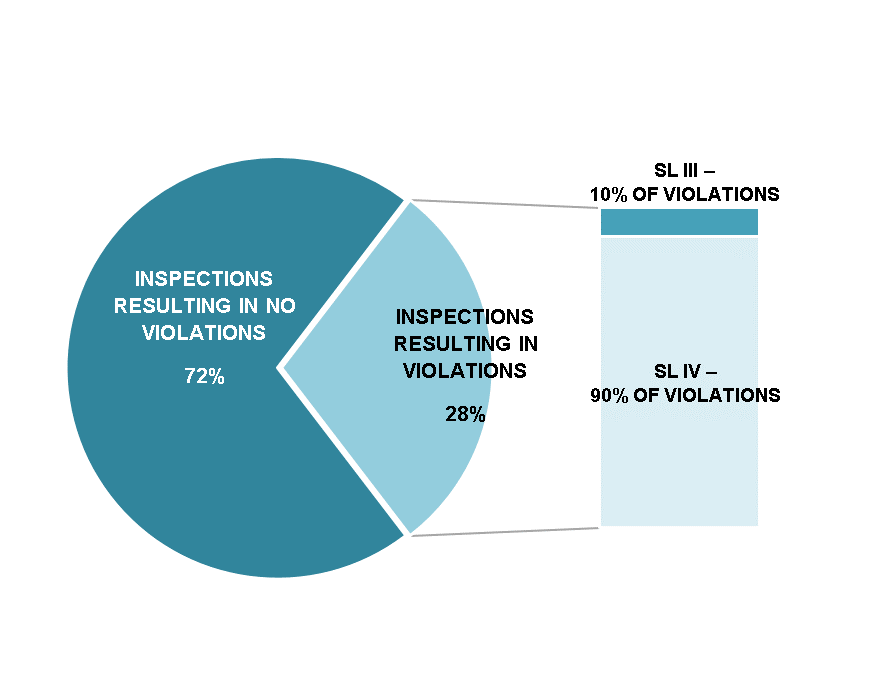 INSPECTIONS
RESULTING IN NO
VIOLATIONS
72%
INSPECTIONS
RESULTING IN
VIOLATIONS
28%
SL III –
10% OF VIOLATIONS
SL IV –
90% OF VIOLATIONS